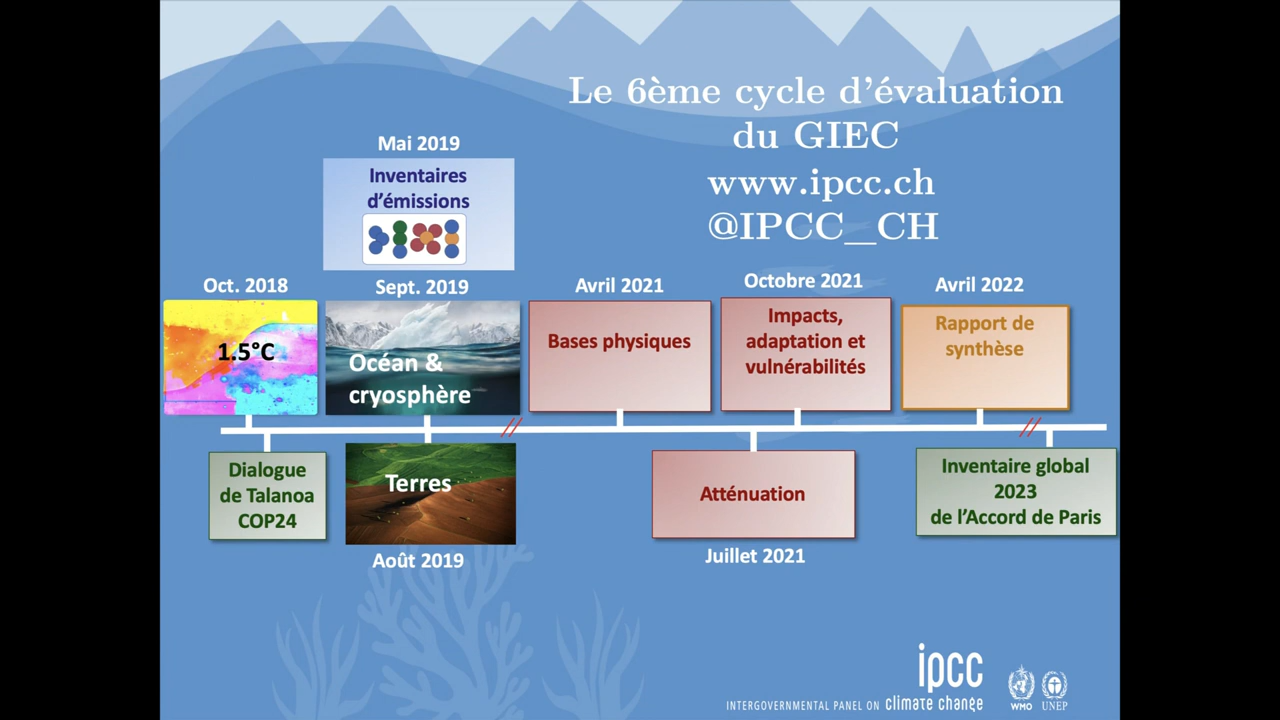 Le 6ème cycle d'évaluation
du GIEC
www.ipcc.ch
@IPCC_CH
Mai 2019
Inventaires
d'émissions
Oct. 2018
1.5°C
Sept. 2019
Océan &
cryosphère
Avril 2021
Bases physiques
Octobre 2021
Impacts,
adaptation et
vulnérabilités
Avril 2022
Rapport de
synthèse
Dialogue
de Talanoa
COP24
Terres
Août 2019
Atténuation
Juillet 2021
Inventaire global
2023
de l'Accord de Paris
ipcc
INTERGOVERNMENTAL PANEL ON climate change
WMO
UNEP